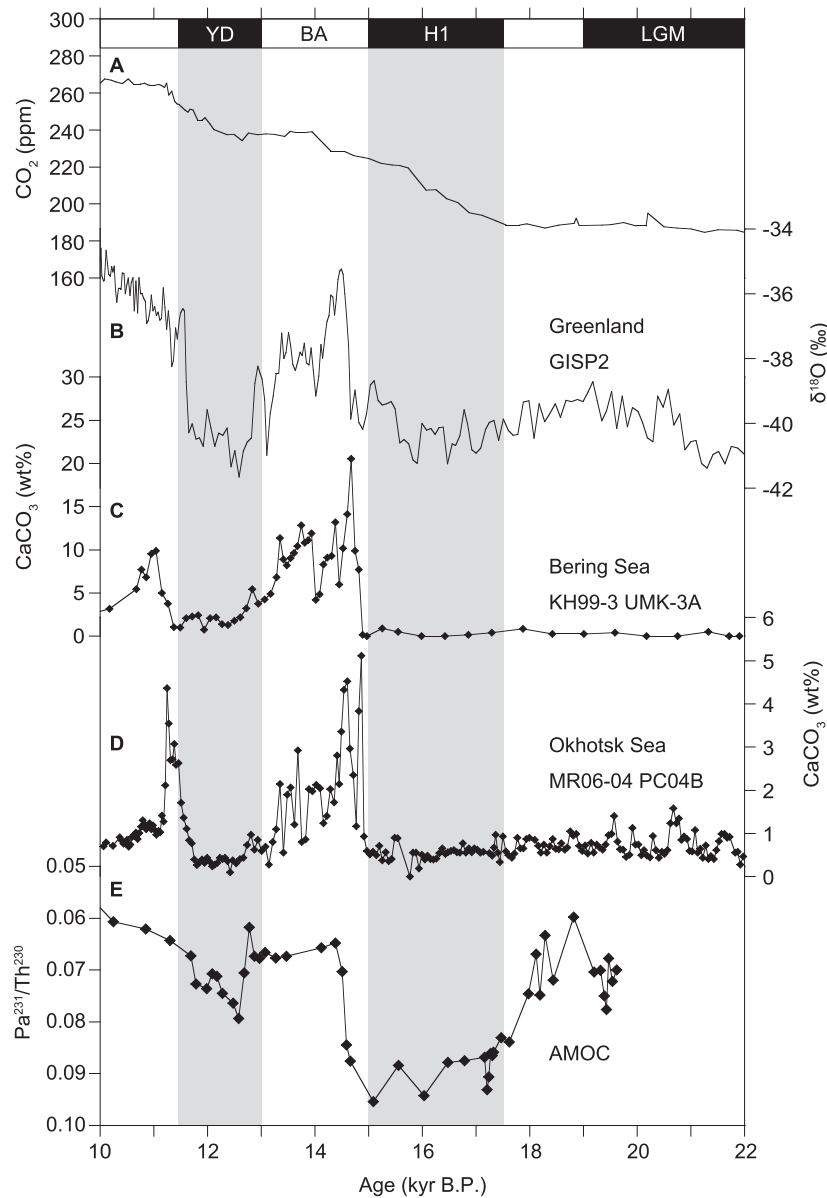 300
280
260
240
220
200
180
160
CO2 (ppm)
YD
BA
H1
LGM
A
-34
-36
-38
-40
-42
δ18O (‰)
B
Greenland
GISP2
30
25
20
15
10
5
0
CaCO3 (wt%)
C
Bering Sea
KH99-3 UMK-3A
6
5
4
3
2
1
0
CaCO3 (wt%)
D
Okhotsk Sea
MR06-04 PC04B
0.05
0.06
0.07
0.08
0.09
0.10
Pa231/Th230
E
AMOC
10
12
14
16
18
20
22
Age (kyr B.P.)